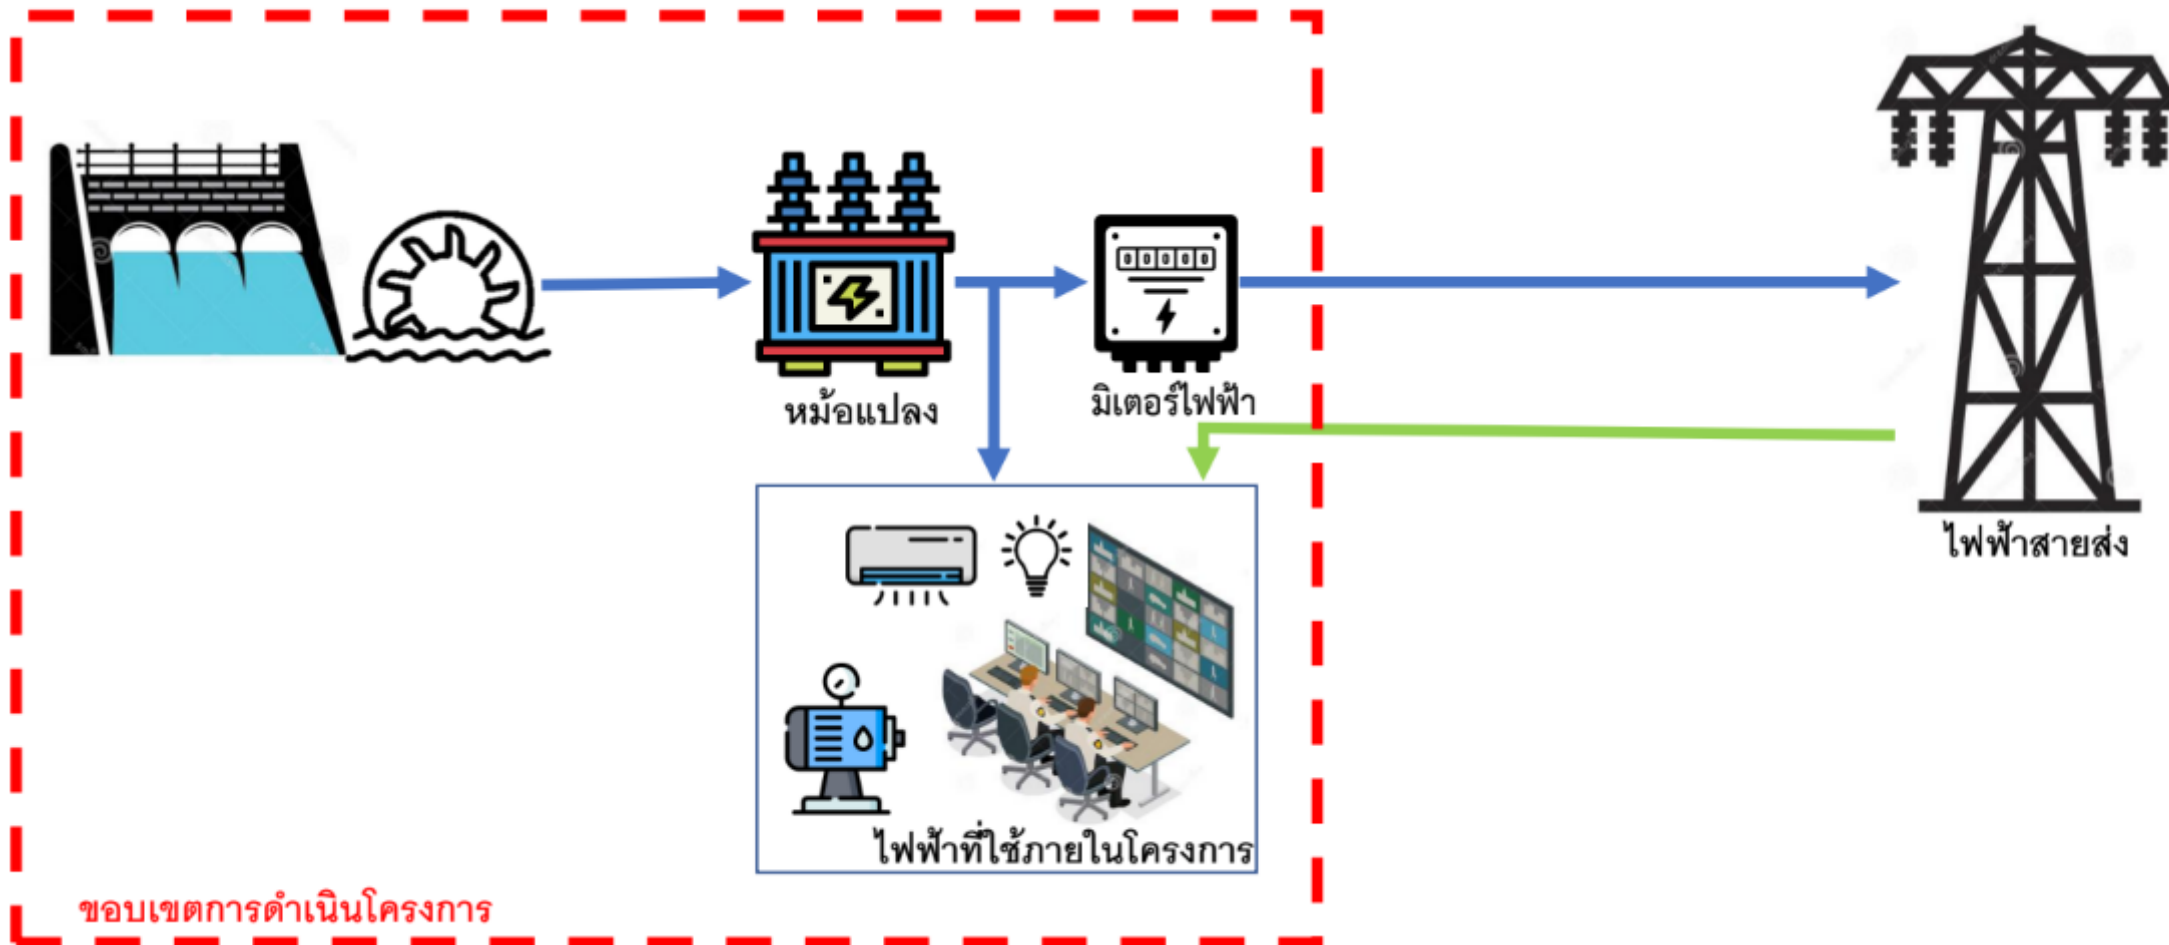 00000
หม้อแปลง
มิเตอร์ไฟฟ้า
ไฟฟ้าสายส่ง
ไฟฟ้าที่ใช้ภายในโครงการ
ขอบเขตการดำเนินโครงการ